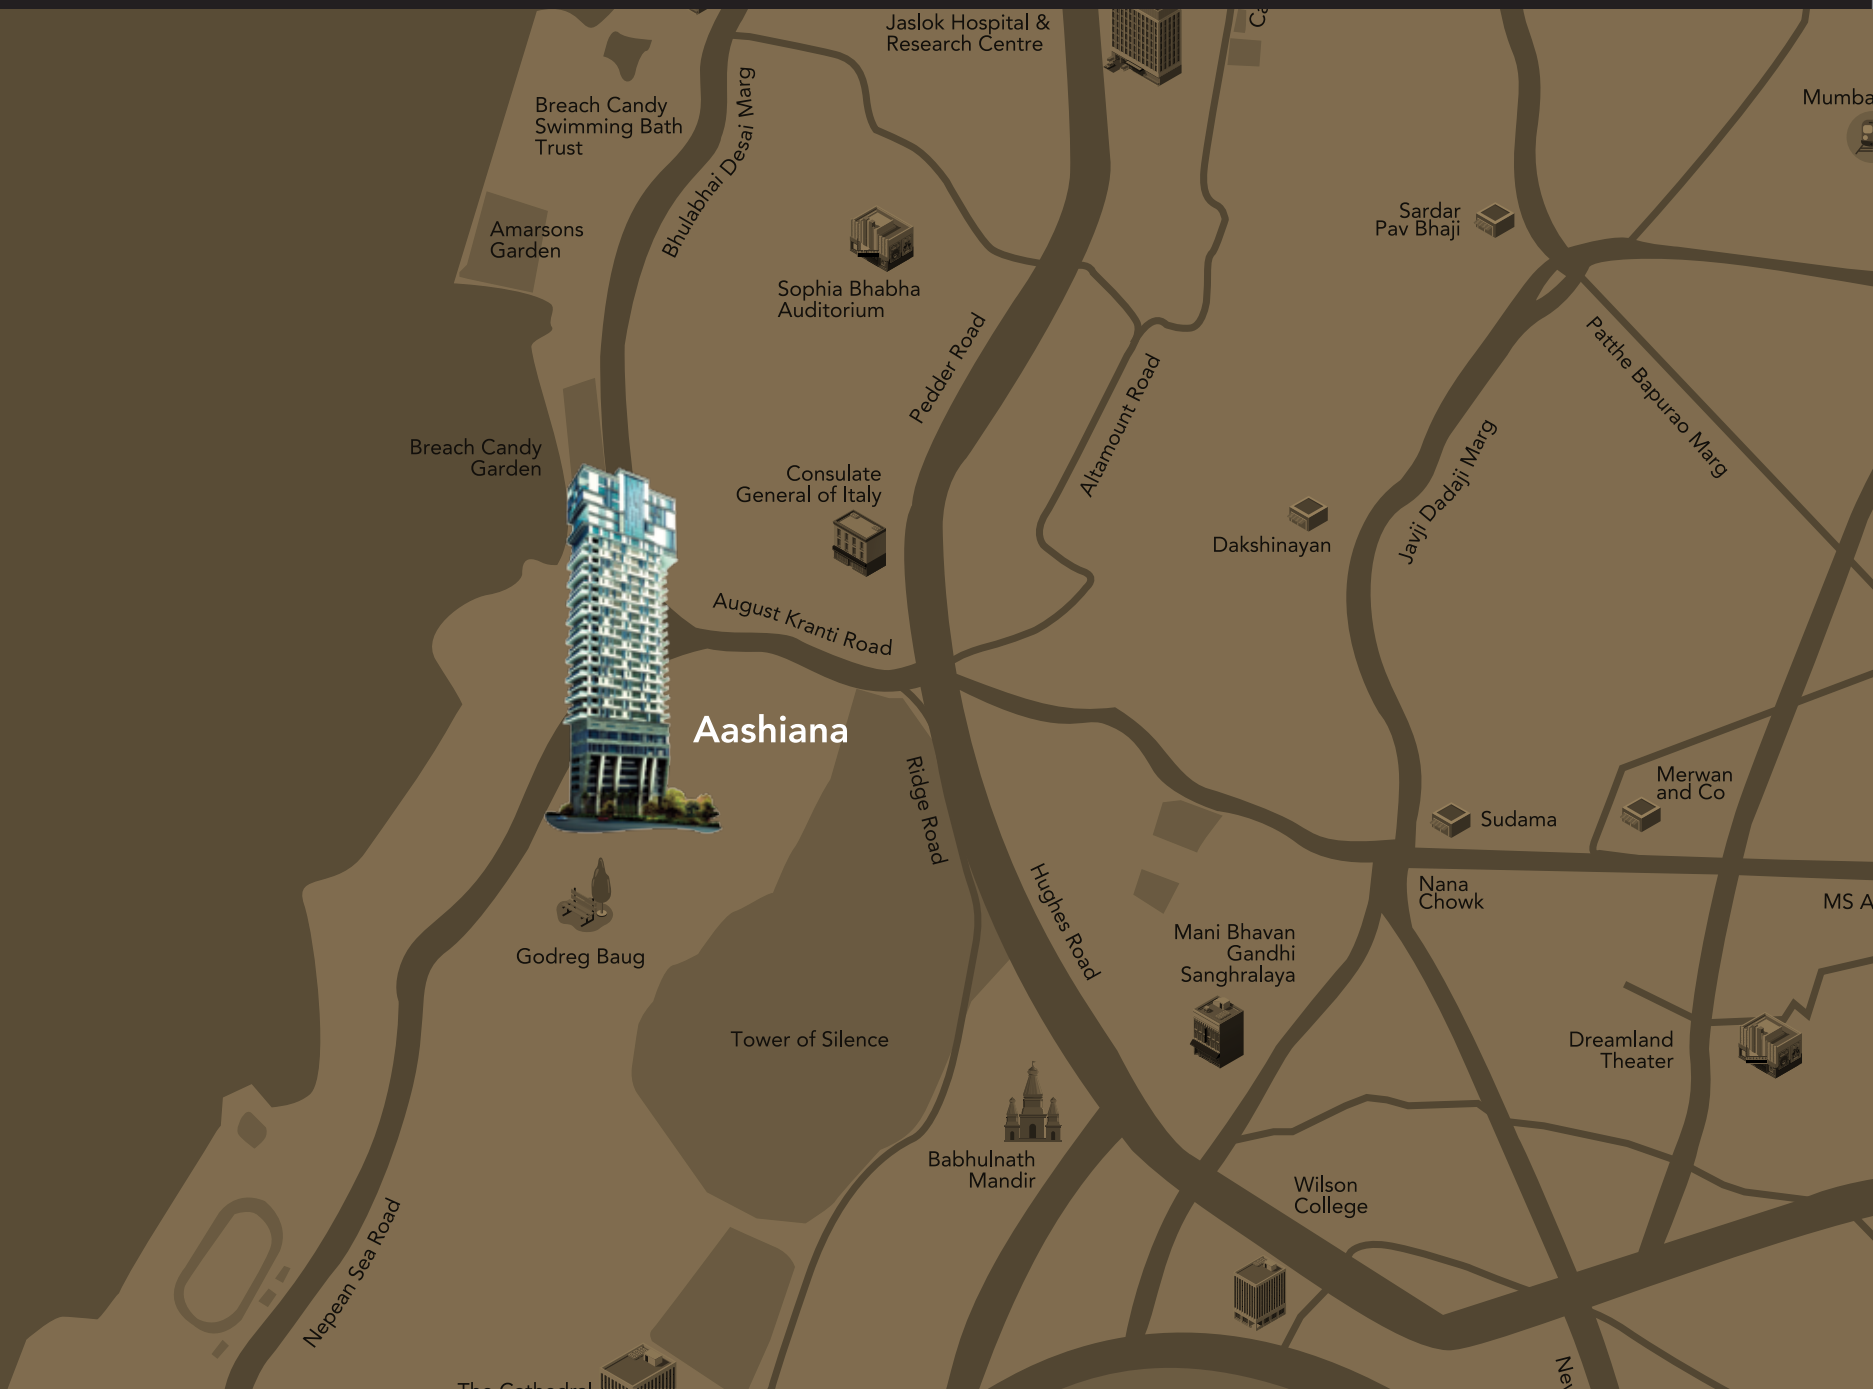 Jaslok Hospital &
Research Centre
Breach Candy
Swimming Bath
Trust
Bhulabhai Desai Marg
Mumba
Amarsons
Garden
Sardar
Pav Bhaji
Sophia Bhabha
Auditorium
Pedder Road
Altamount Road
Patthe Bapurao Marg
Breach Candy
Garden
Consulate
General of Italy
Javji Dadaji Marg
Dakshinayan
August Kranti Road
Aashiana
Ridge Road
Merwan
and Co
Sudama
Hughes Road
Nana
Chowk
MS A
Mani Bhavan
Gandhi
Sanghralaya
Godreg Baug
Tower of Silence
Dreamland
Theater
Babhulnath
Mandir
Wilson
College
Nepean Sea Road
The Cathedral